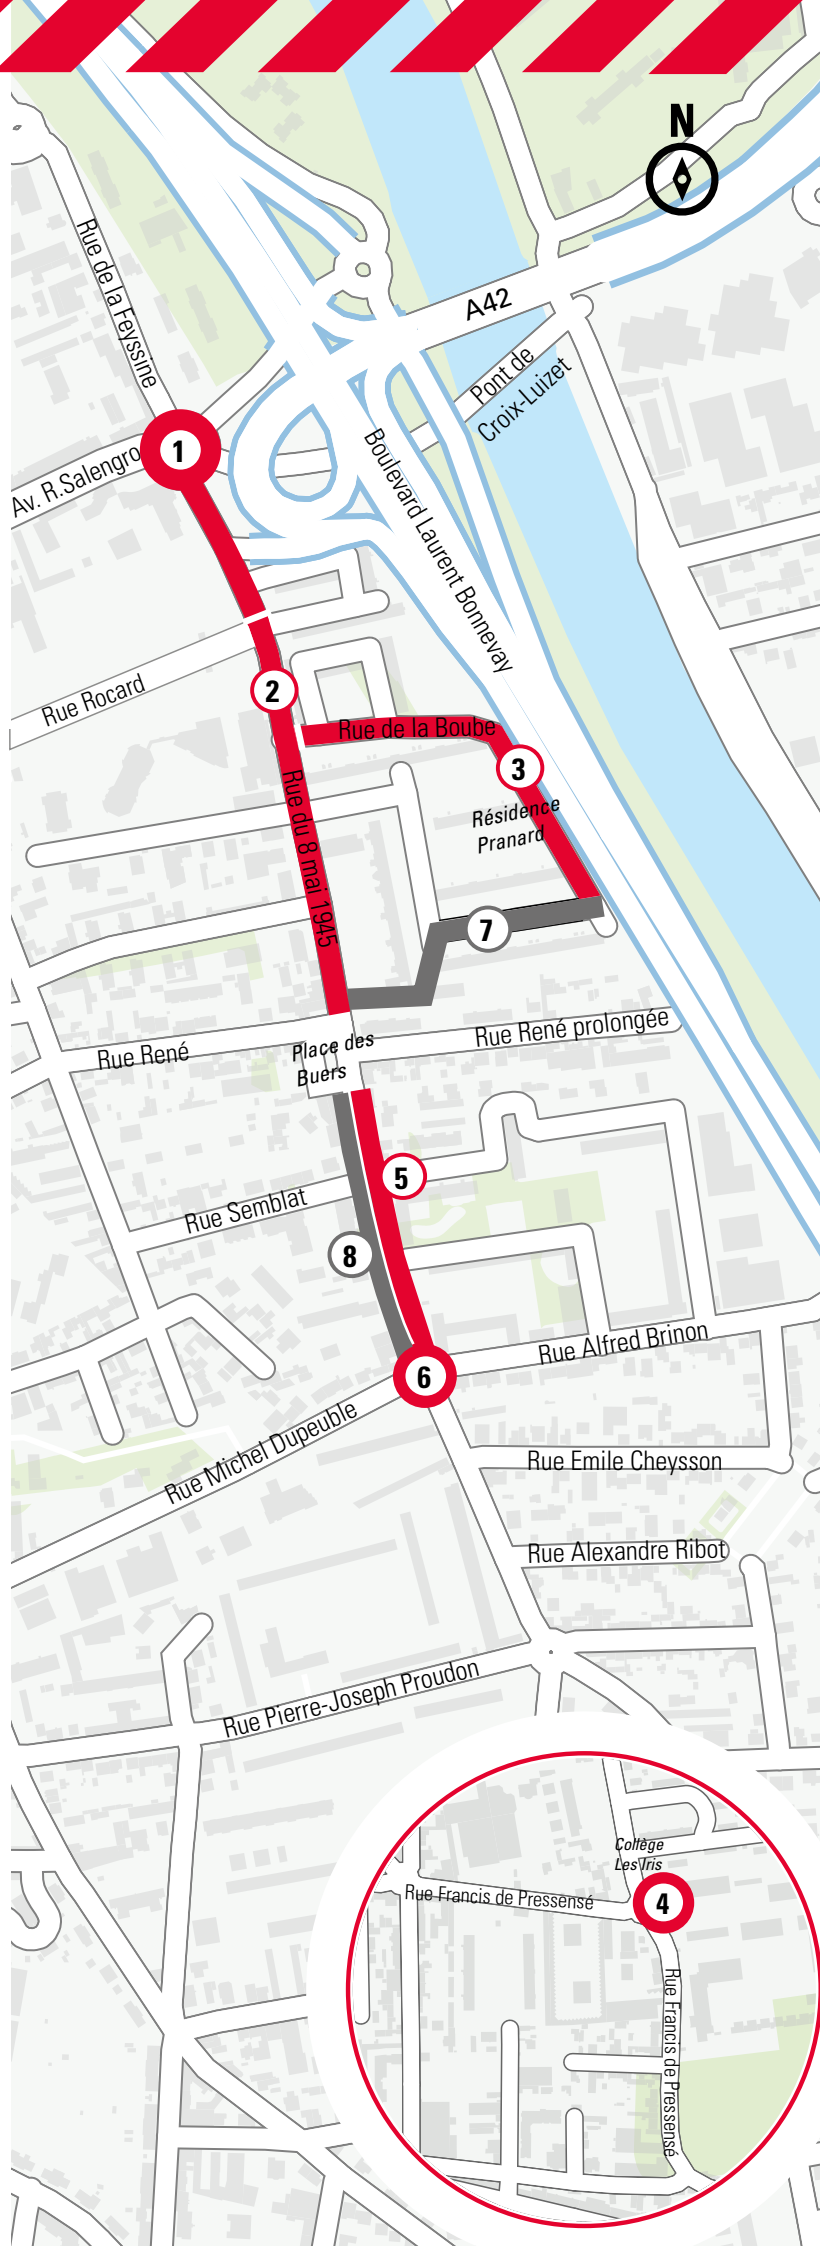 N
Rue de la Feyssine
A42
Pont de
Croix-Luizet
1
Av. R.Salengro
Boulevard Laurent Bonnevay
Rue Rocard
2
Rue de la Boube
3
Résidence
Pranard
Rue du 8 mai 1945
7
Rue René
Place des
Buers
Rue René prolongée
5
Rue Semblat
8
Rue Alfred Brinon
6
Rue Michel Dupeuble
Rue Emile Cheysson
Rue Alexandre Ribot
Rue Pierre-Joseph Proudon
Collège
Les Iris
Rue Francis de Pressensé
4
Rue Francis de Pressensé